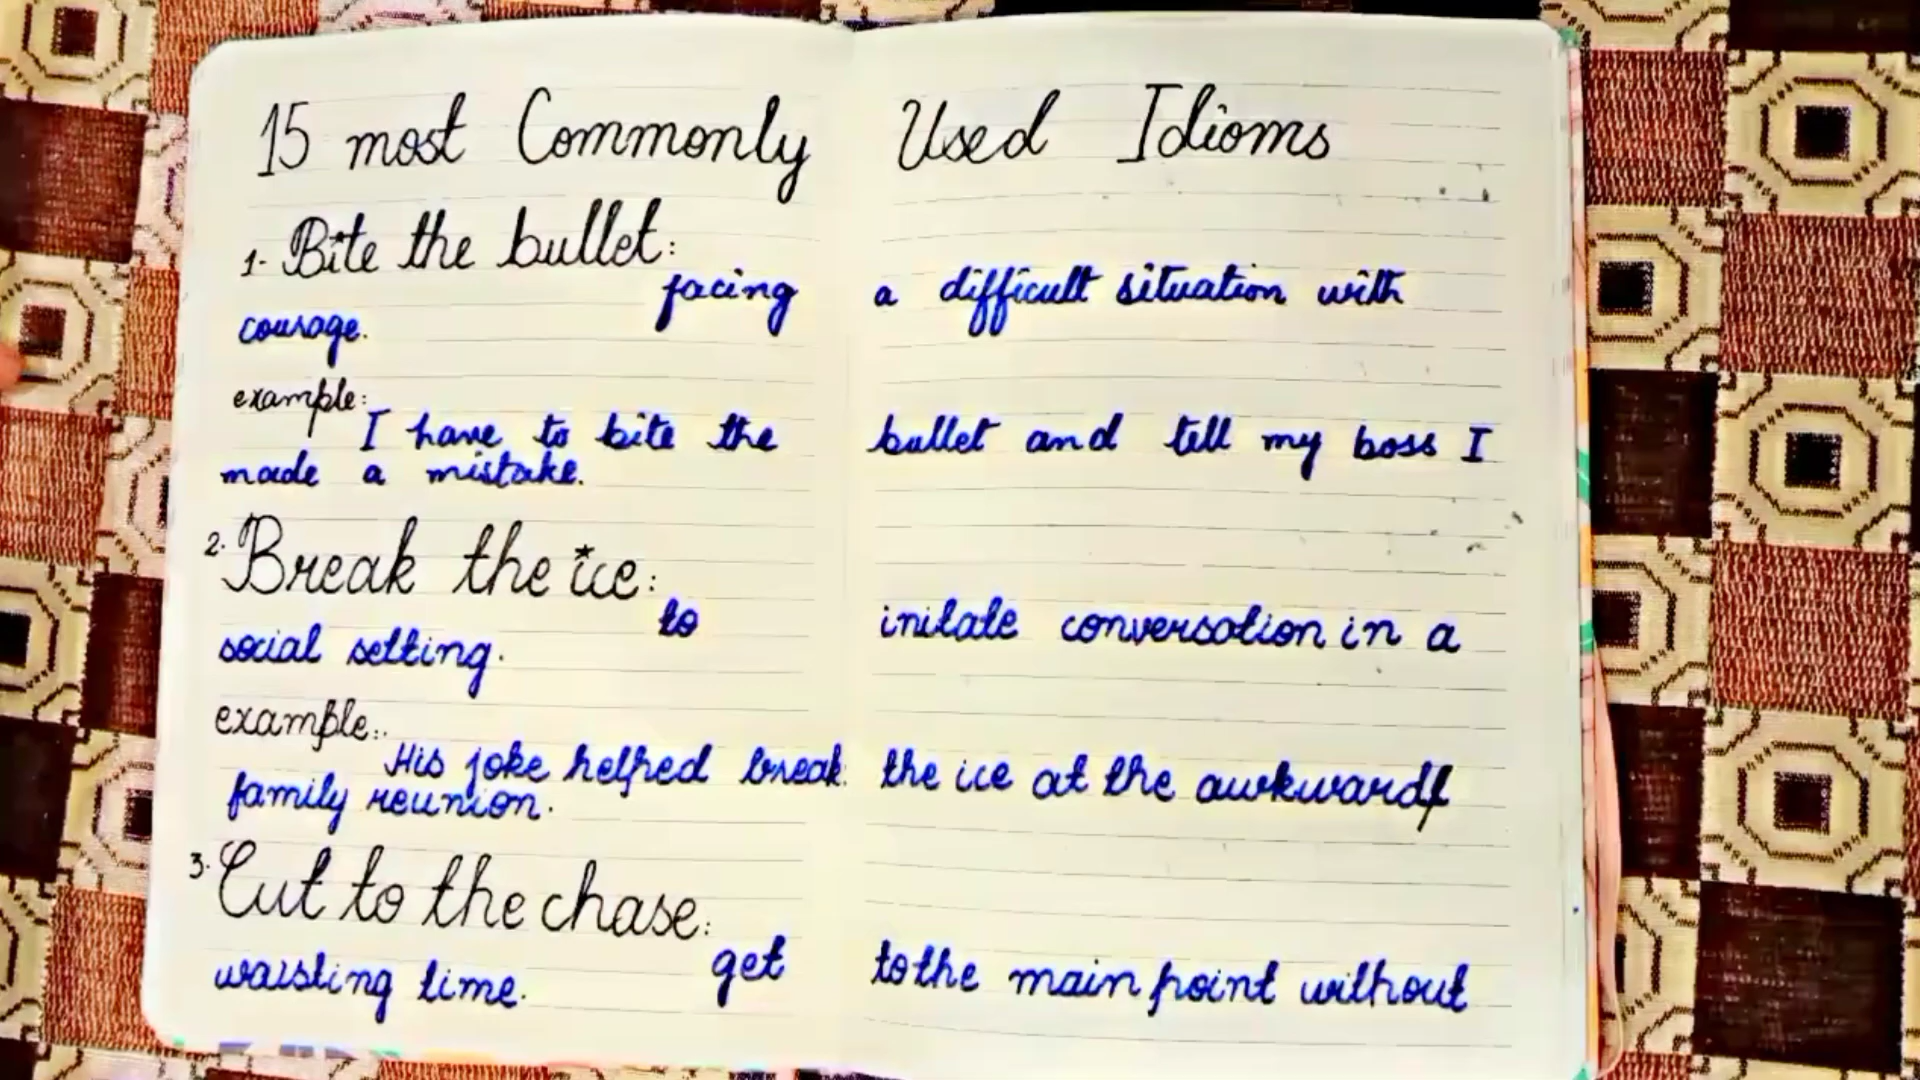 15 most Commonly Used Idioms
1. Bite the bullet:
facing a difficult situation with
courage.
example:
I have to bite the bullet and tell my boss I
made a mistake.
2. Break the ice:
to initate conversation in a
social setting.
example:
His joke helped break the ice at the awkward
family reunion.
3. Cut to the chase:
get to the main point without
waisting time.